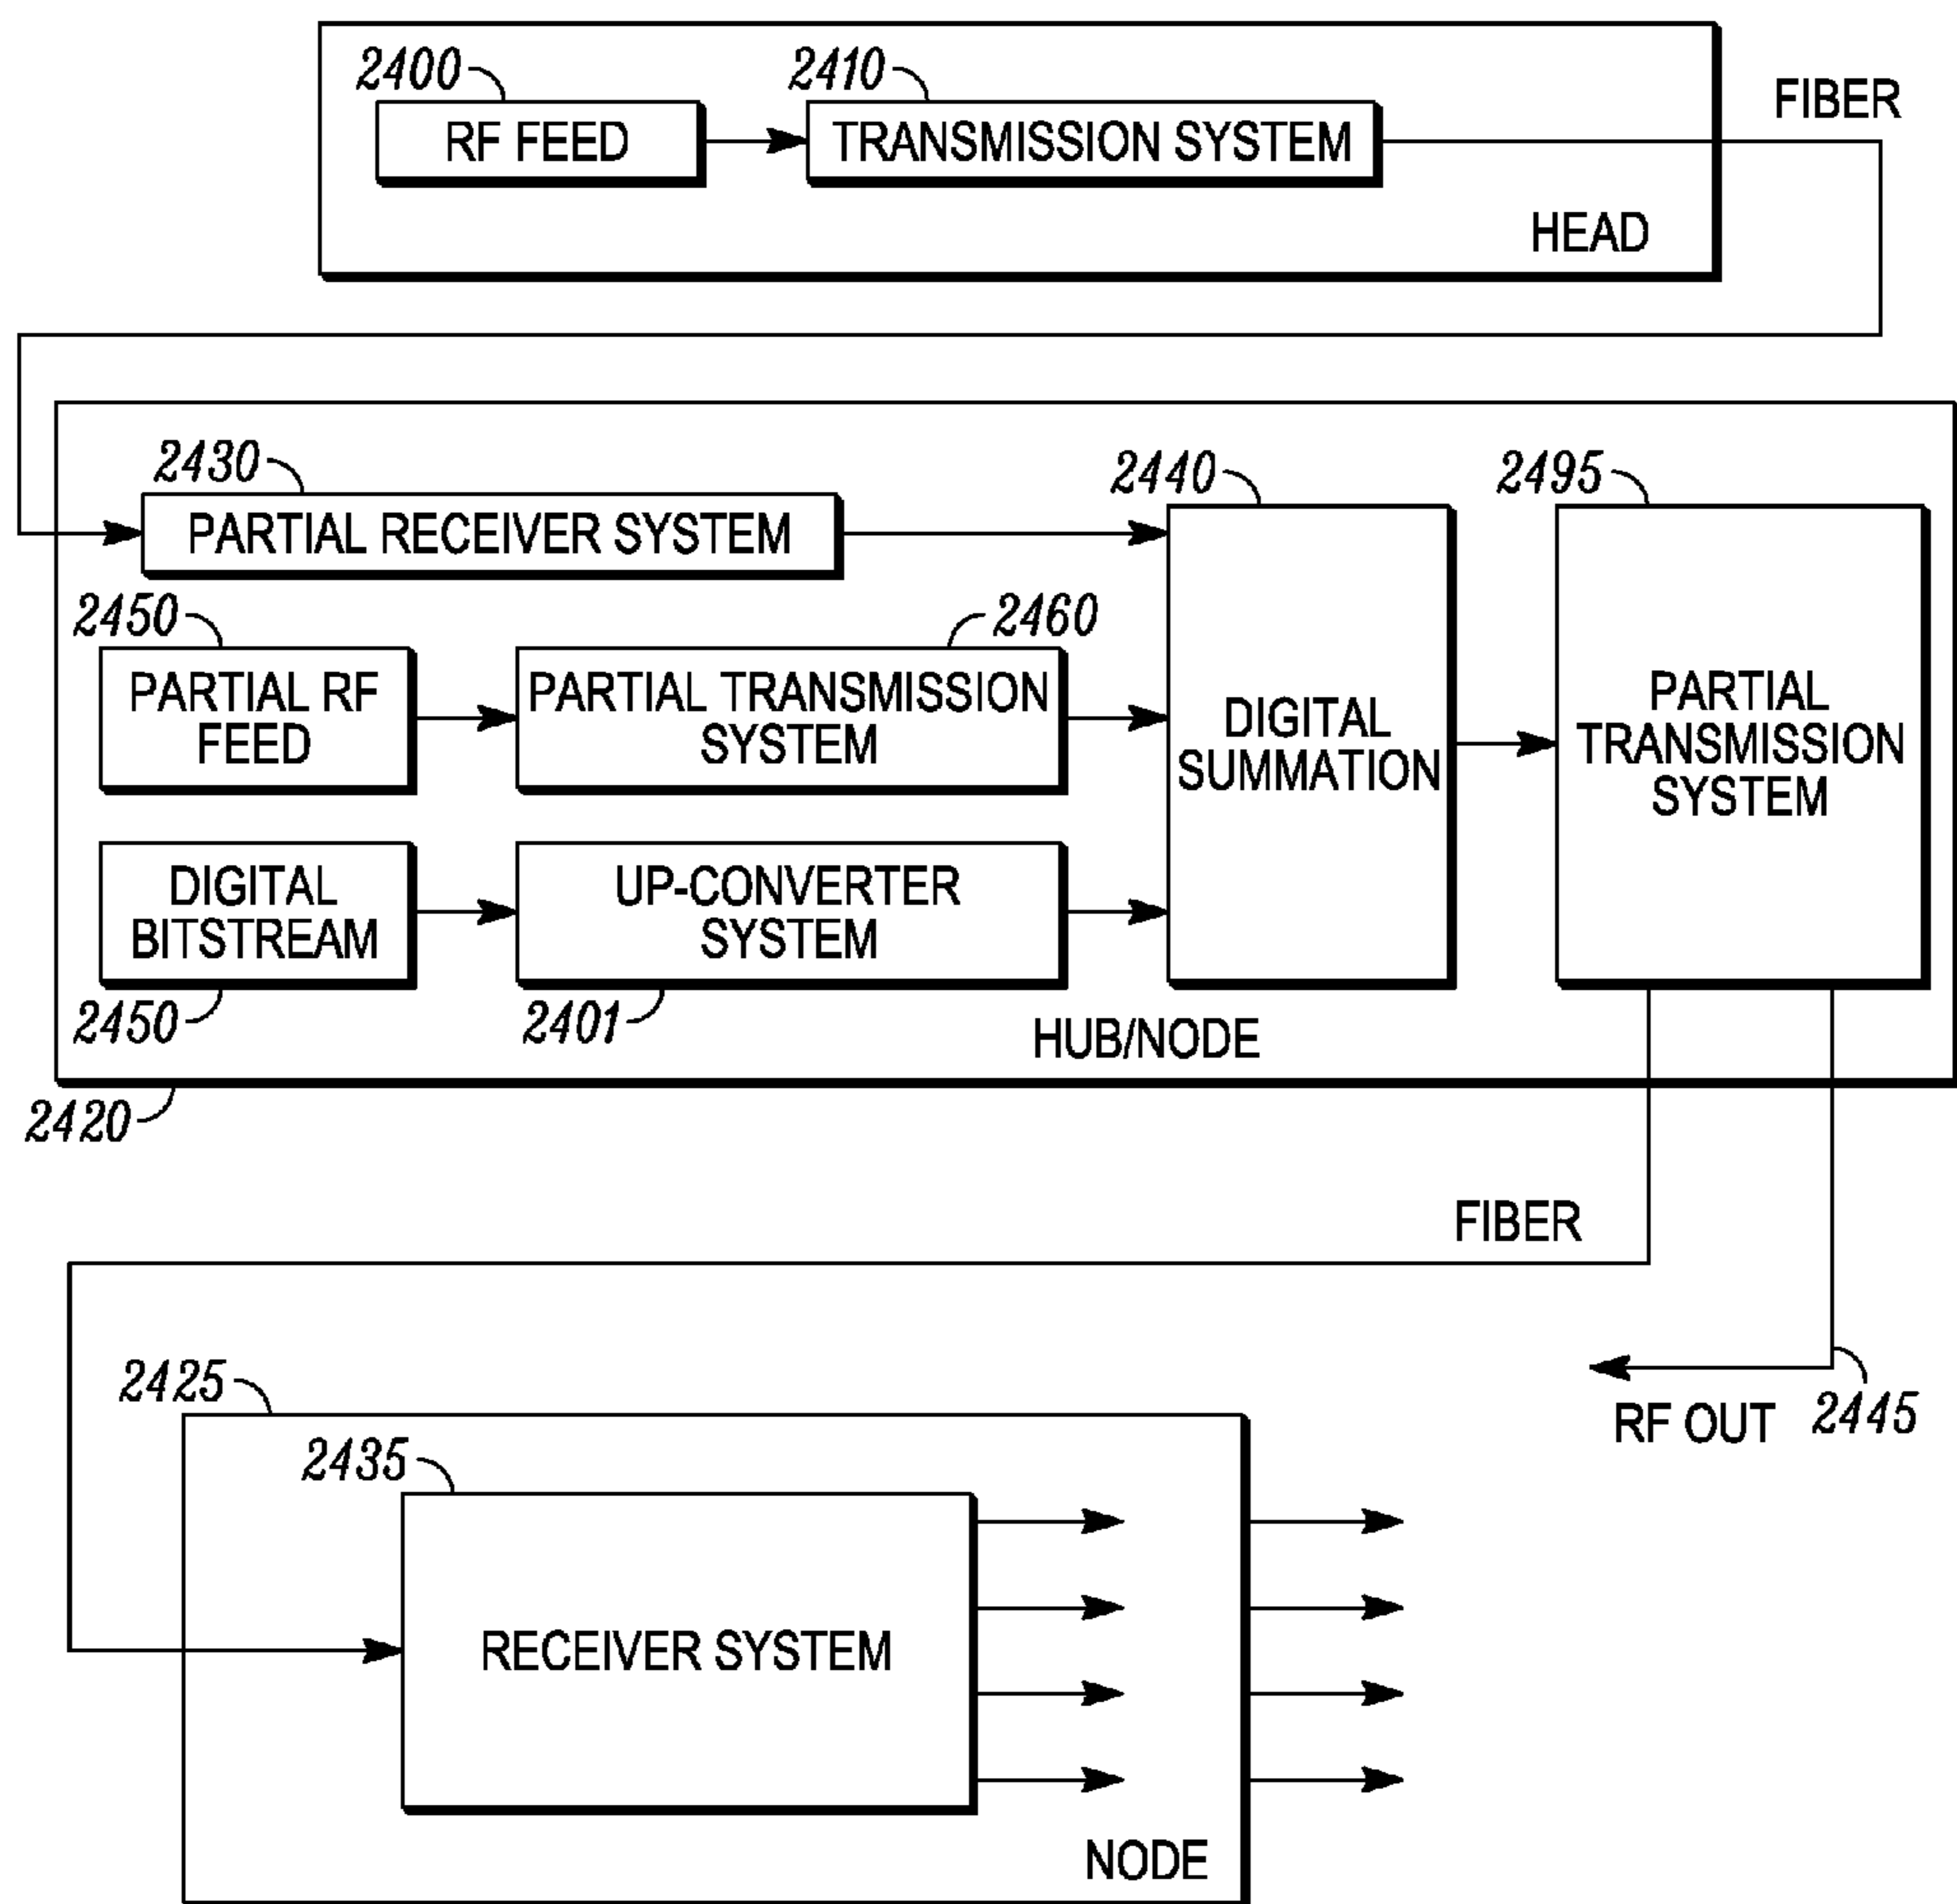 2400
2410
FIBER
RF FEED
TRANSMISSION SYSTEM
HEAD
2430
2440
2495
PARTIAL RECEIVER SYSTEM
2450
2460
PARTIAL RF
FEED
PARTIAL TRANSMISSION
SYSTEM
DIGITAL
SUMMATION
PARTIAL
TRANSMISSION
SYSTEM
DIGITAL
BITSTREAM
UP-CONVERTER
SYSTEM
2450
2401
HUB/NODE
2420
FIBER
2425
RF OUT
2445
2435
RECEIVER SYSTEM
NODE